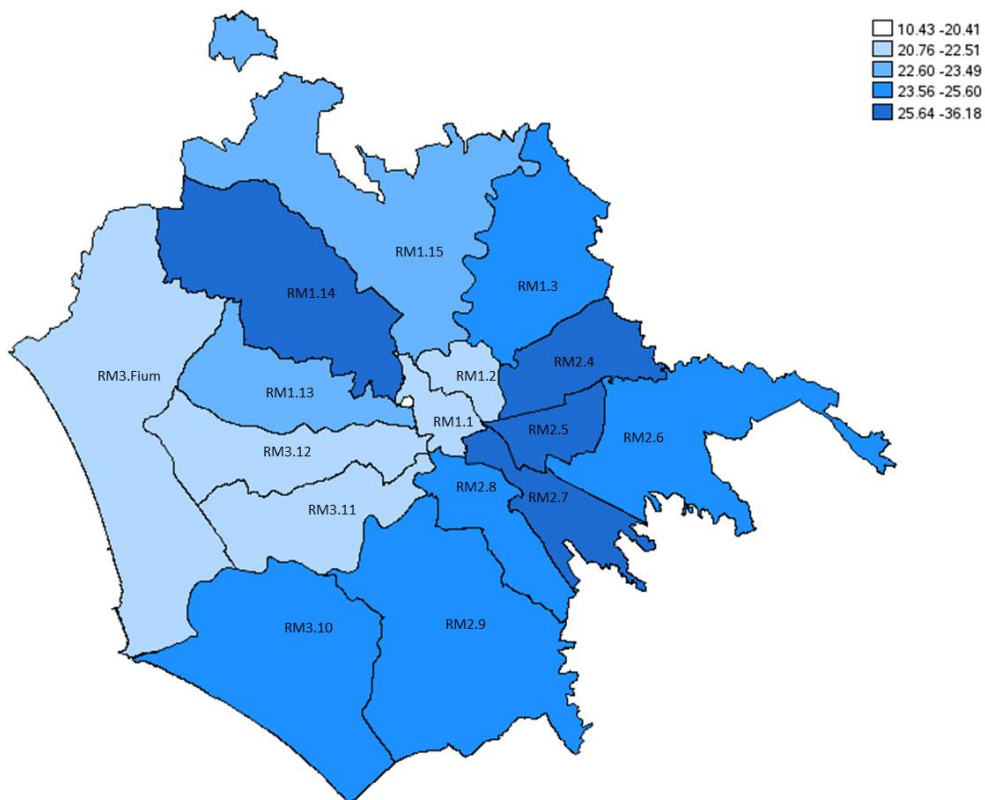 10.43 -20.41
20.76 -22.51
22.60 -23.49
23.56 -25.60
25.64 -36.18
RM1.15
RM1.3
RM1.14
RM2.4
RM3.Fium
RM1.2
RM1.13
RM1.1
RM2.5
RM2.6
RM3.12
RM2.8
RM2.7
RM3.11
RM3.10
RM2.9